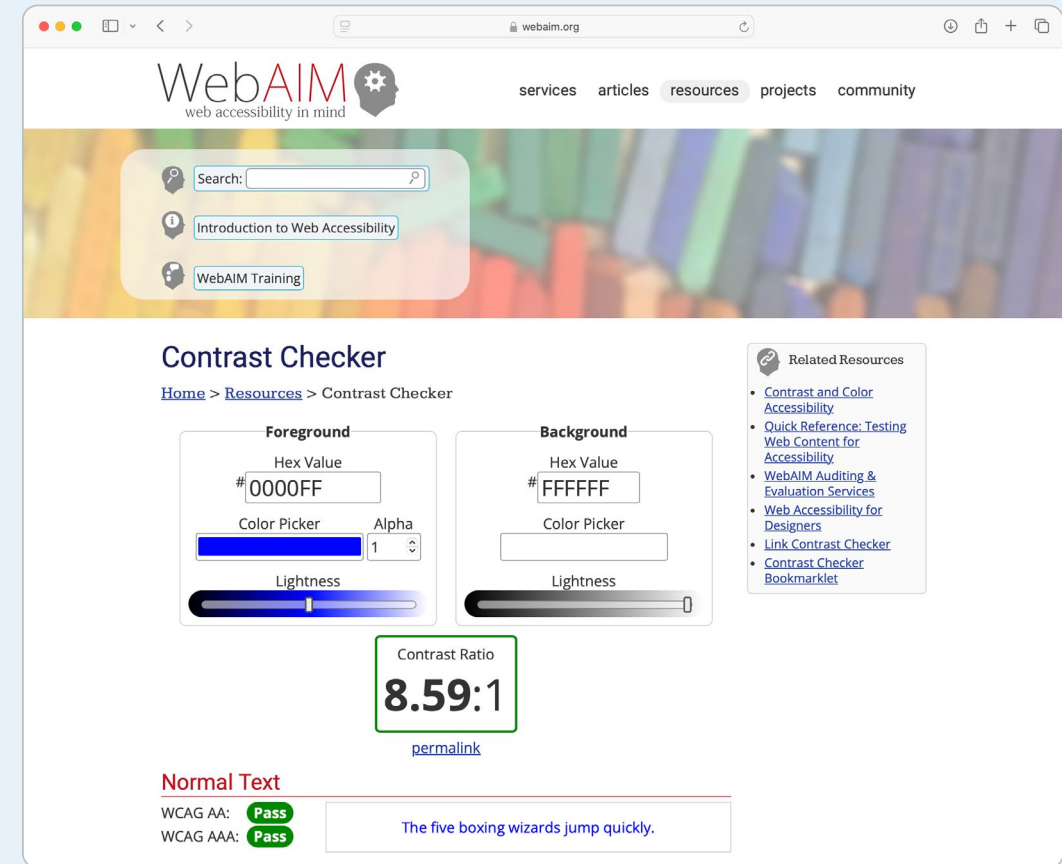 webaim.org
WebAIM
web accessibility in mind
services articles resources projects community
Search:
Introduction to Web Accessibility
WebAIM Training
Contrast Checker
Home > Resources > Contrast Checker
Foreground
Hex Value
#0000FF
Color Picker Alpha
1
Lightness
Background
Hex Value
#FFFFFF
Color Picker
Lightness
Contrast Ratio
8.59:1
permalink
Related Resources
Contrast and Color
Accessibility
Quick Reference: Testing
Web Content for
Accessibility
WebAIM Auditing &
Evaluation Services
Web Accessibility for
Designers
Link Contrast Checker
Contrast Checker
Bookmarklet
Normal Text
WCAG AA: Pass
WCAG AAA: Pass
The five boxing wizards jump quickly.